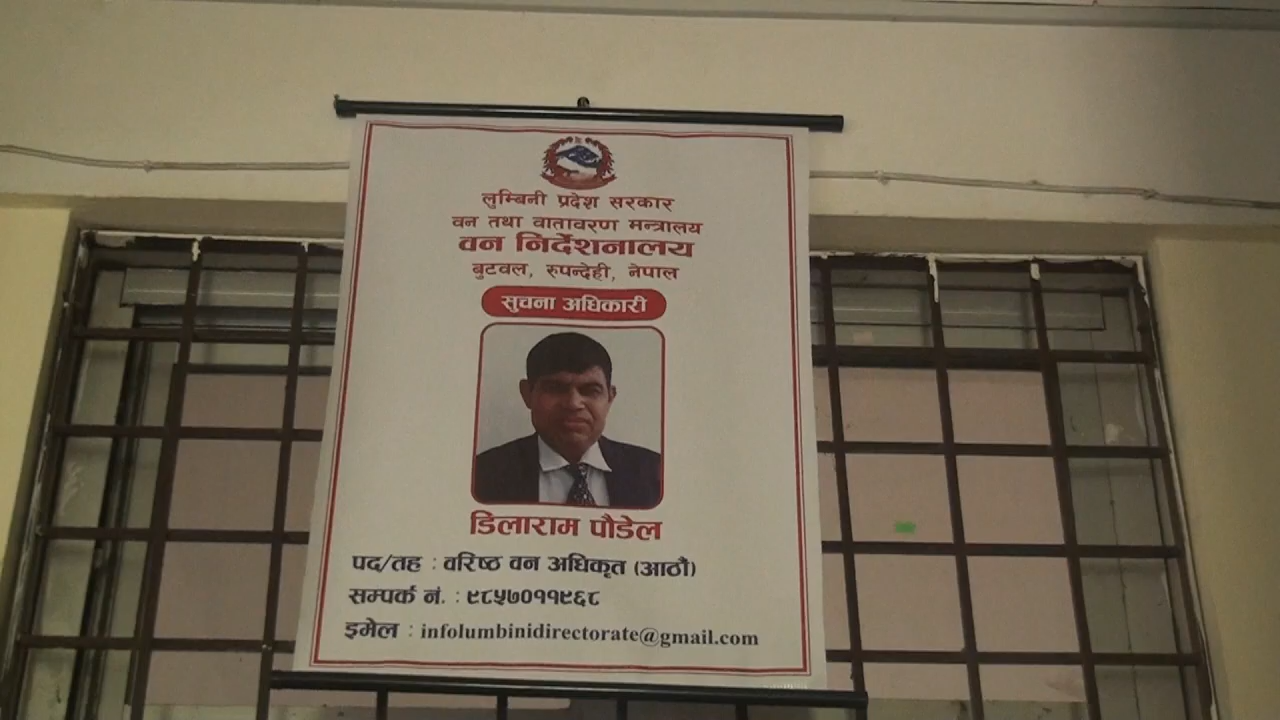 लुम्बिनी प्रदेश सरकार
वन तथा वातावरण मन्त्रालय
वन निर्देशनालय
बुटवल, रुपन्देही, नेपाल
सुचना अधिकारी
डिलाराम पौडेल
पद/तह : वरिष्ठ वन अधिकृत (आठौं)
सम्पर्क नं. : ९८५७०११९६८
इमेल : infolumbinidirectorate@gmail.com